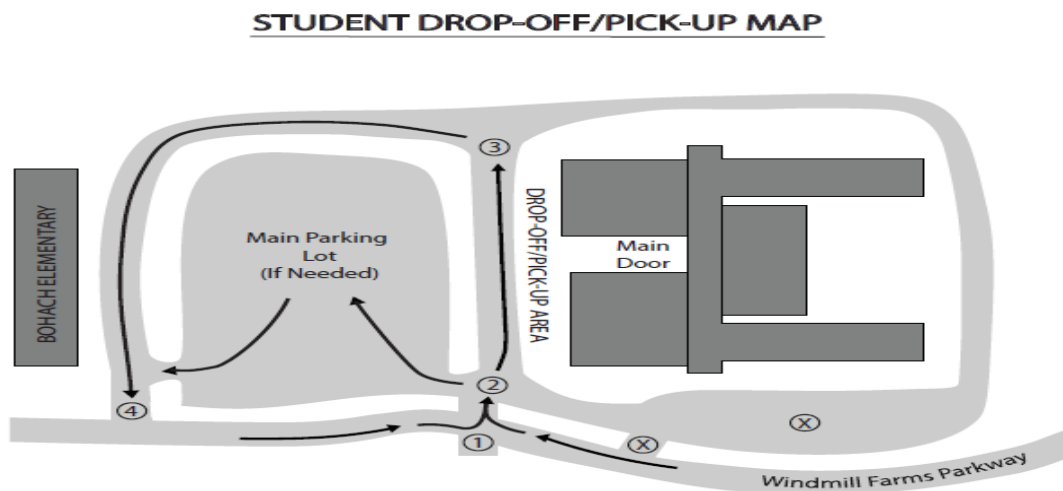 STUDENT DROP-OFF/PICK-UP MAP
3
BOHACH ELEMENTARY
Main Parking
Lot
(If Needed)
DROP-OFF/PICK-UP AREA
Main
Door
2
4
1
X
X
Windmill Farms Parkway